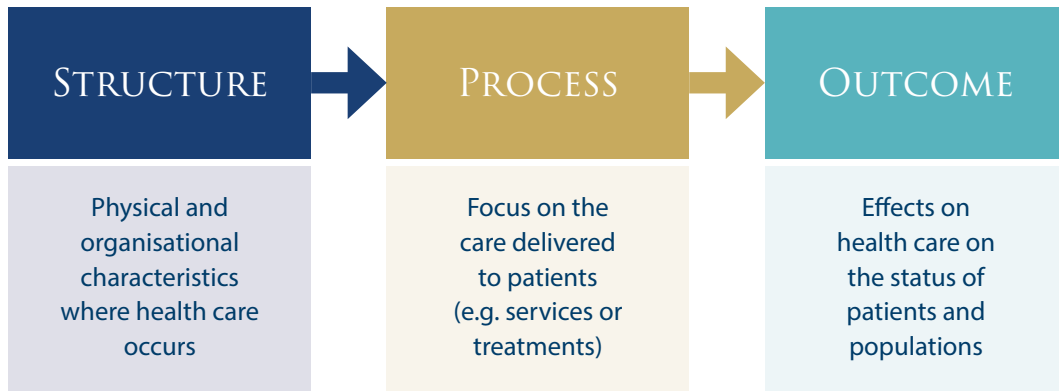 STRUCTURE
PROCESS
OUTCOME
Physical and
organisational
characteristics
where health care
occurs
Focus on the
care delivered
to patients
(e.g. services or
treatments)
Effects on
health care on
the status of
patients and
populations